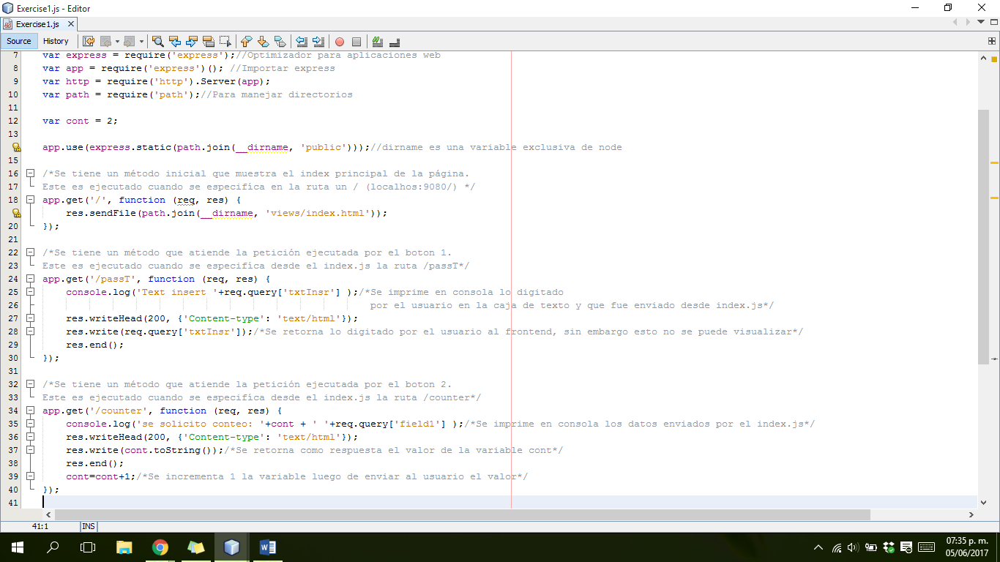 Exercise1.js - Editor
Exercise1.js
Source History
7 var express = require('express');//Optimizador para aplicaciones web
8 var app = require('express')(); //Importar express
9 var http = require('http').Server(app);
10 var path = require('path');//Para manejar directorios
11
12 var cont = 2;
13
app.use(express.static(path.join(__dirname, 'public')));//dirname es una variable exclusiva de node
15
16 /*Se tiene un método inicial que muestra el index principal de la página.
17 Este es ejecutado cuando se específica en la ruta un / (localhos:9080/) */
18 app.get('/', function (req, res) {
res.sendFile(path.join(__dirname, 'views/index.html'));
20 });
21
22 /*Se tiene un método que atiende la petición ejecutada por el boton 1.
23 Este es ejecutado cuando se específica desde el index.js la ruta /passT*/
24 app.get('/passT', function (req, res) {
25 console.log('Text insert '+req.query['txtInsr'] );/*Se imprime en consola lo digitado
26 por el usuario en la caja de texto y que fue enviado desde index.js*/
27 res.writeHead(200, {'Content-type': 'text/html'});
28 res.write(req.query['txtInsr']);/*Se retorna lo digitado por el usuario al frontend, sin embargo esto no se puede visualizar*/
29 res.end();
30 });
31
32 /*Se tiene un método que atiende la petición ejecutada por el boton 2.
33 Este es ejecutado cuando se específica desde el index.js la ruta /counter*/
34 app.get('/counter', function (req, res) {
35 console.log('se solicito conteo: '+cont + ' '+req.query['field1'] );/*Se imprime en consola los datos enviados por el index.js*/
36 res.writeHead(200, {'Content-type': 'text/html'});
37 res.write(cont.toString());/*Se retorna como respuesta el valor de la variable cont*/
38 res.end();
39 cont=cont+1;/*Se incrementa 1 la variable luego de enviar al usuario el valor*/
40 });
41
41:1 INS
07:35 p. m.
05/06/2017